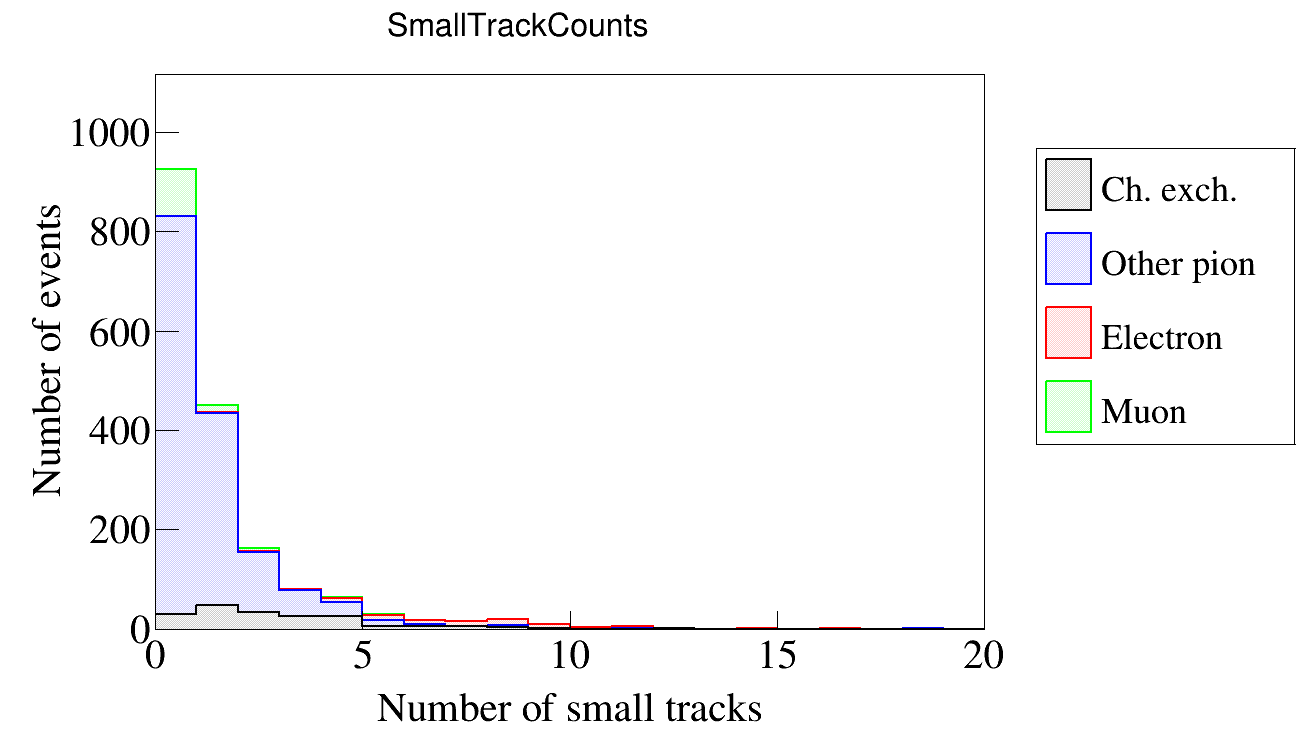 SmallTrackCounts
Number of events
1000
800
600
400
200
0
0 5 10 15 20
Number of small tracks
Ch. exch.
Other pion
Electron
Muon